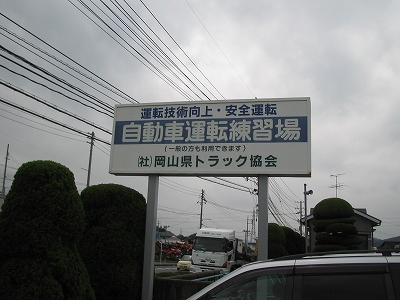 運転技術向上・安全運転
自動車運転練習場
(一般の方も利用できます)
(社)岡山県トラック協会